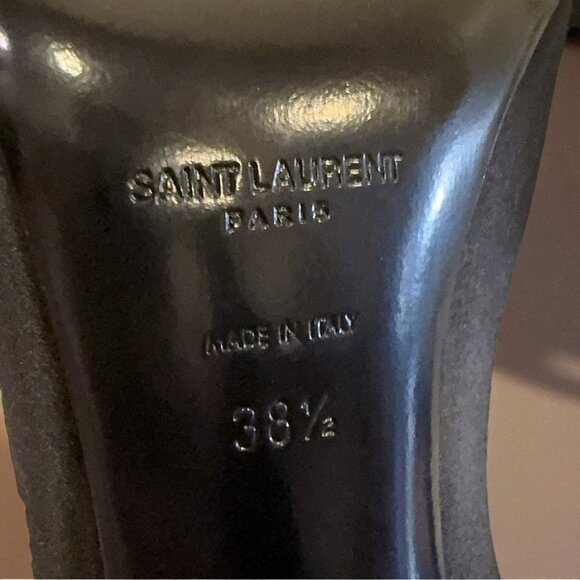 SAINT LAURENT
PARIS
MADE IN ITALY
38½